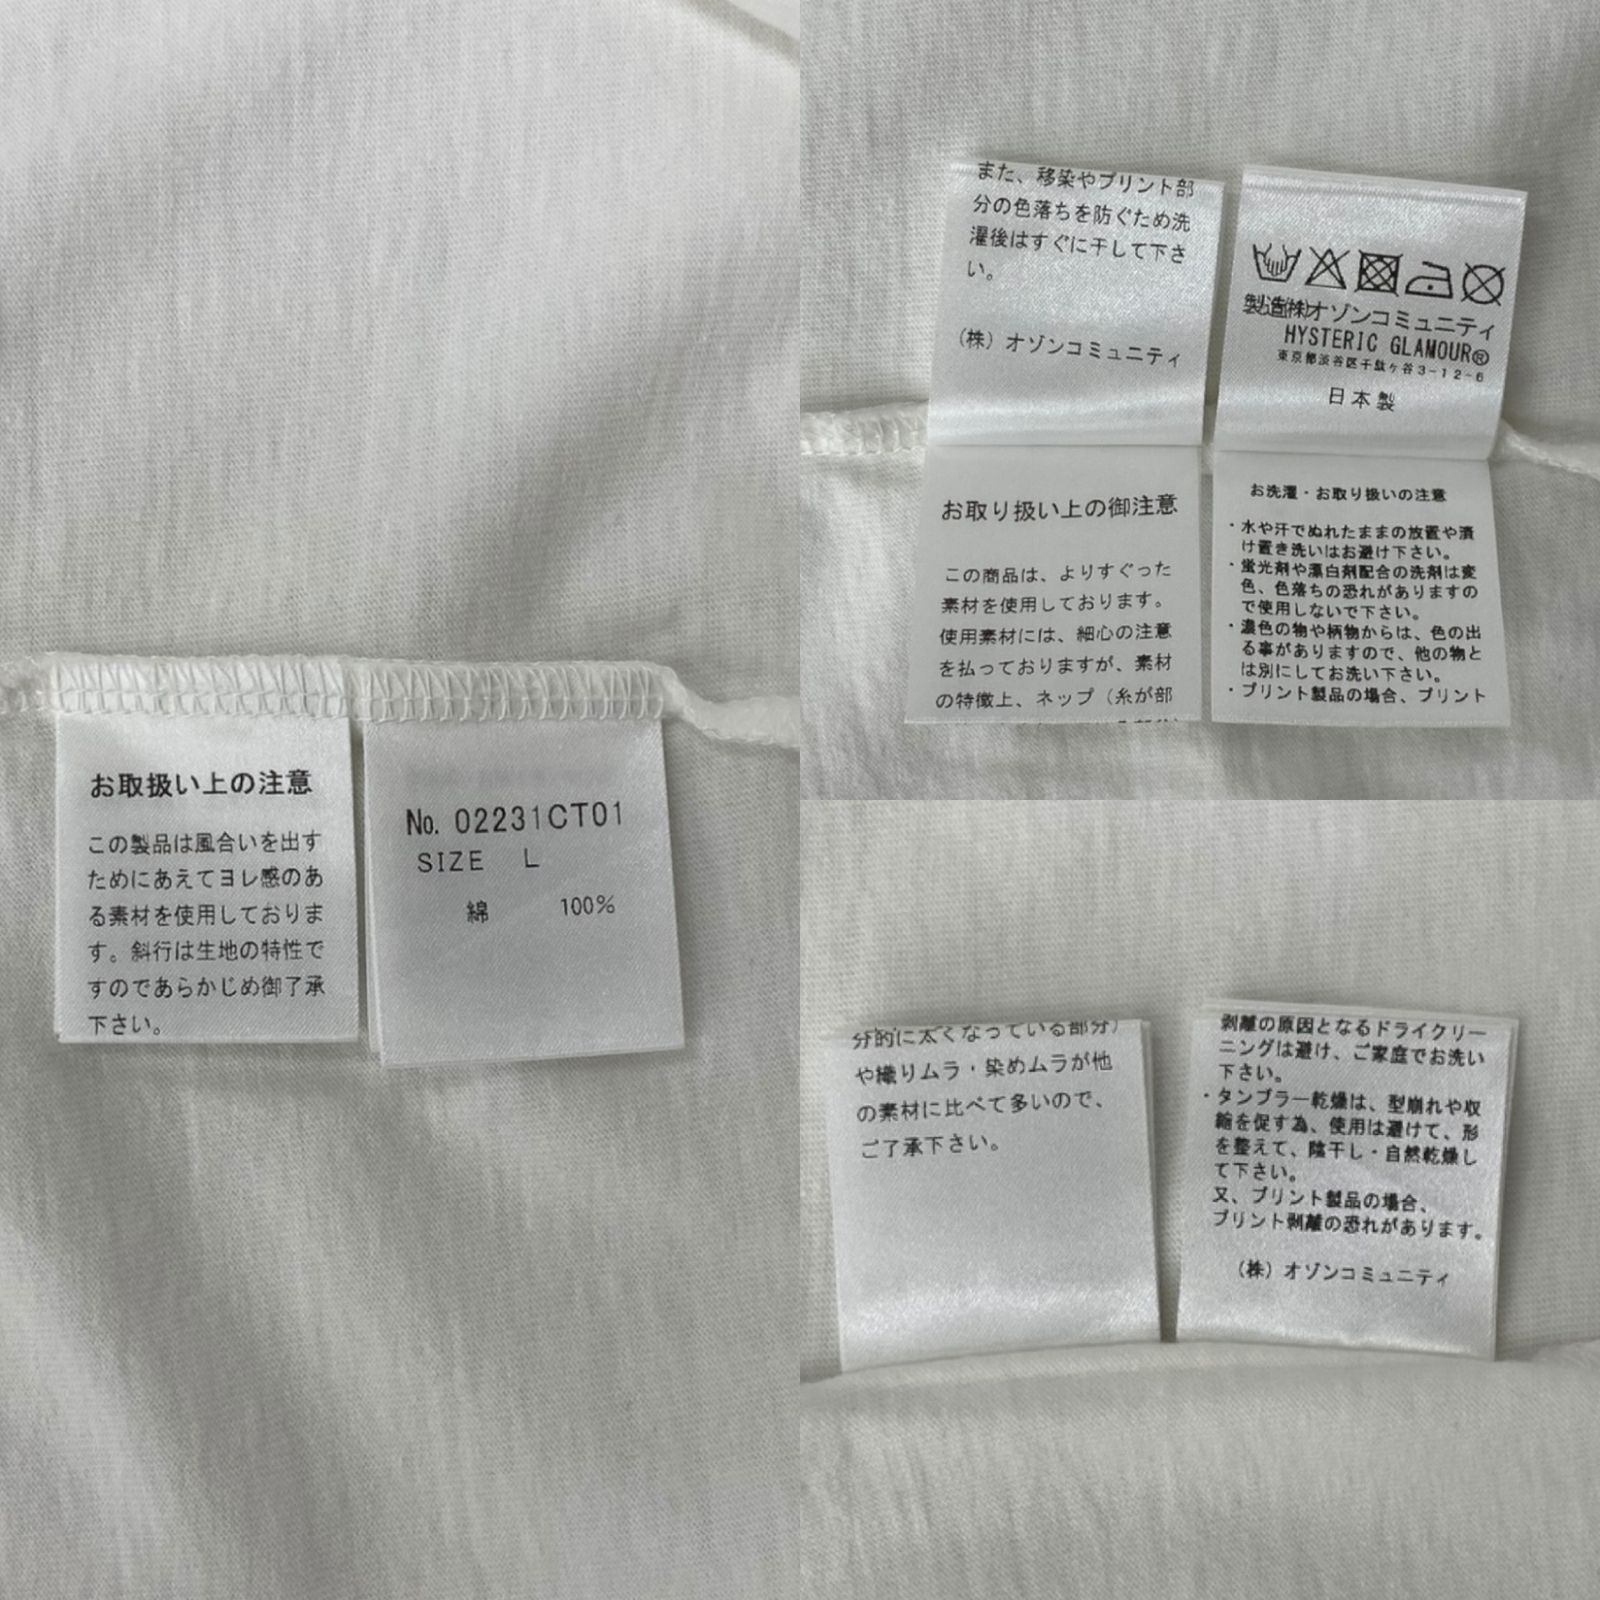 お取扱い上の注意
この製品は風合いを出す
ためにあえてヨレ感のあ
る素材を使用しておりま
す。斜行は生地の特性で
すのであらかじめ御了承
下さい。
No. 02231CT01
SIZE L
綿 100%
また、移染やプリント部
分の色落ちを防ぐため洗
濯後はすぐに干して下さ
い。
(株) オゾンコミュニティ
製造(株)オゾンコミュニティ
HYSTERIC GLAMOUR®
東京都渋谷区千駄ヶ谷3-12-6
日本製
お取り扱い上の御注意
この商品は、よりすぐった
素材を使用しております。
使用素材には、細心の注意
を払っておりますが、素材
の特徴上、ネップ（糸が部
お洗濯・お取り扱いの注意
・水や汗でぬれたままの放置や漬
け置き洗いはお避け下さい。
・蛍光剤や漂白剤配合の洗剤は変
色、色落ちの恐れがありますの
で使用しないで下さい。
・濃色の物や柄物からは、色の出
る事がありますので、他の物と
は別にしてお洗い下さい。
・プリント製品の場合、プリント
分的に太くなっている部分）
や織りムラ・染めムラが他
の素材に比べて多いので、
ご了承下さい。
剥離の原因となるドライクリー
ニングは避け、ご家庭でお洗い
下さい。
・タンブラー乾燥は、型崩れや収
縮を促す為、使用は避けて、形
を整えて、陰干し・自然乾燥し
て下さい。
又、プリント製品の場合、
プリント剥離の恐れがあります。
(株) オゾンコミュニティ